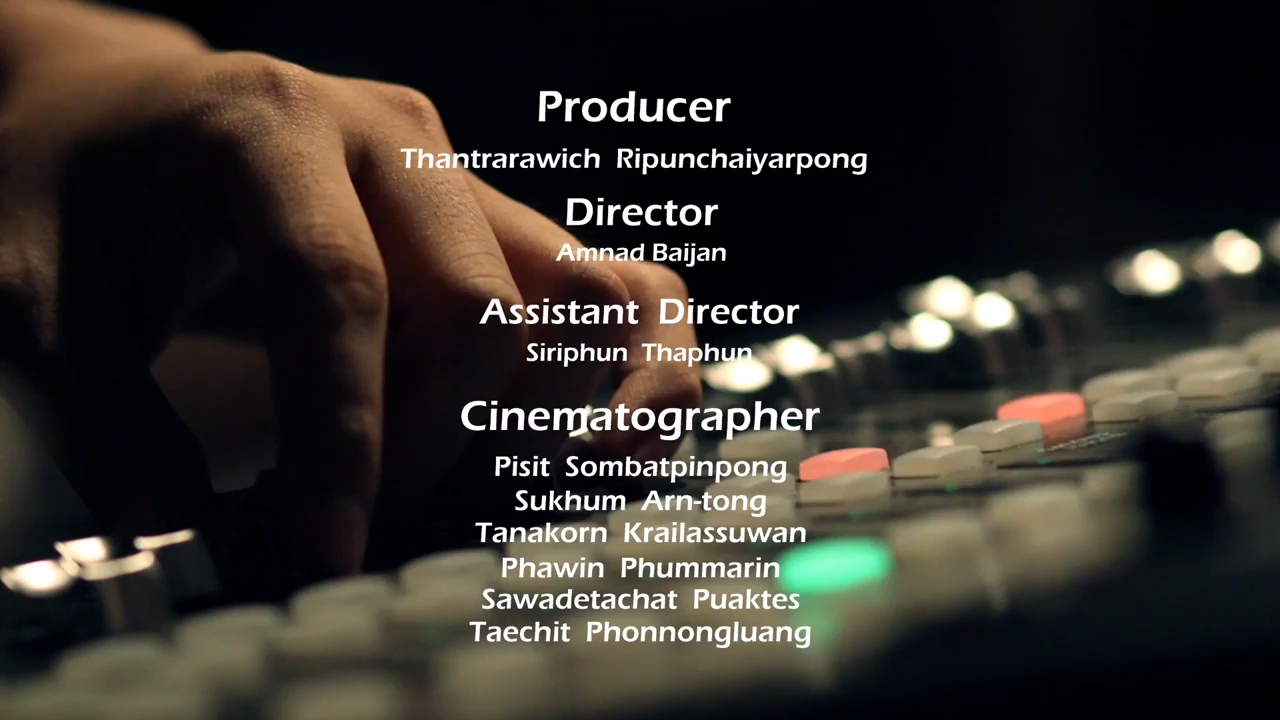 Producer
Thantrarawich Ripunchaiyarpong
Director
Amnad Baijan
Assistant Director
Siriphun Thaphun
Cinematographer
Pisit Sombatpinpong
Sukhum Arn-tong
Tanakorn Krailassuwan
Phawin Phummarin
Sawadetachat Puaktes
Taechit Phonnongluang